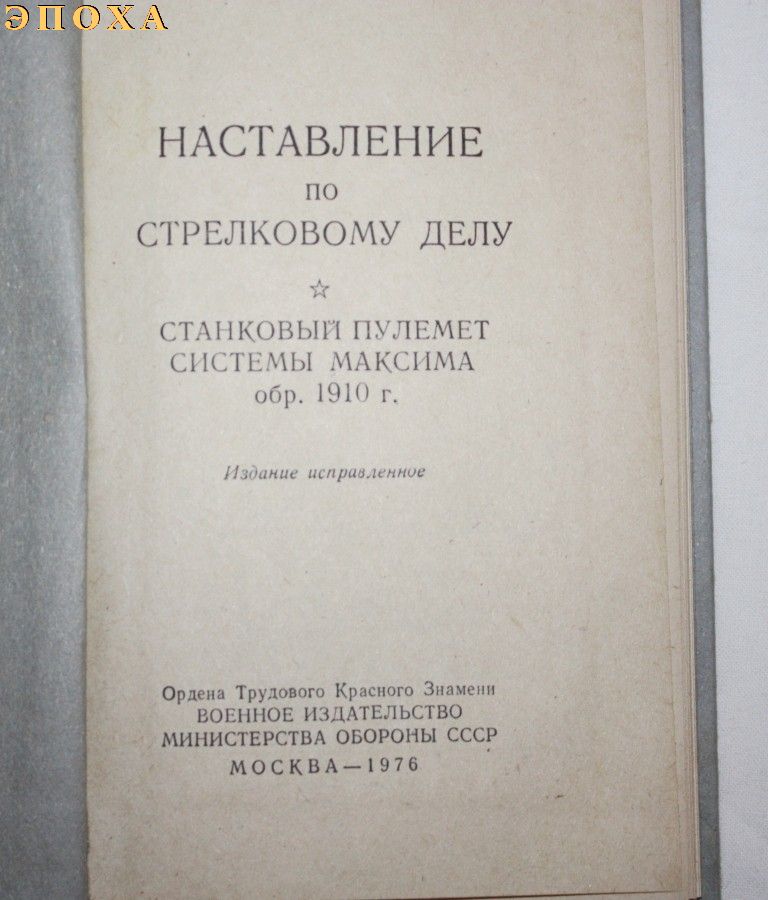 ЭПОХА
НАСТАВЛЕНИЕ
ПО
СТРЕЛКОВОМУ ДЕЛУ
☆
СТАНКОВЫЙ ПУЛЕМЕТ
СИСТЕМЫ МАКСИМА
обр. 1910 г.
Издание исправленное
Ордена Трудового Красного Знамени
ВОЕННОЕ ИЗДАТЕЛЬСТВО
МИНИСТЕРСТВА ОБОРОНЫ СССР
МОСКВА—1976